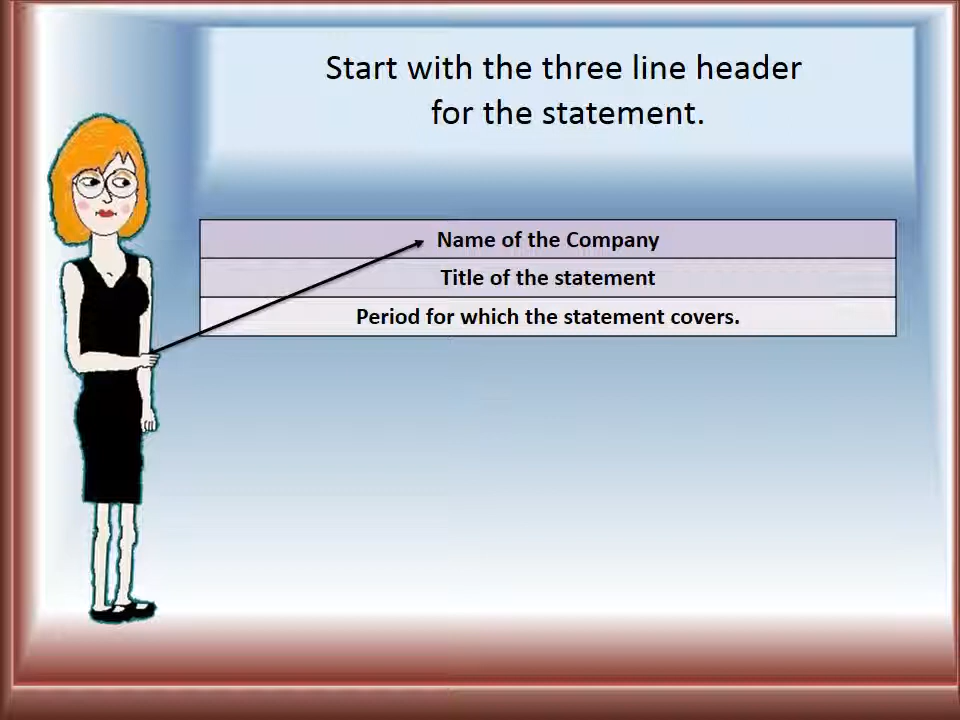 Start with the three line header
for the statement.
Name of the Company
Title of the statement
Period for which the statement covers.